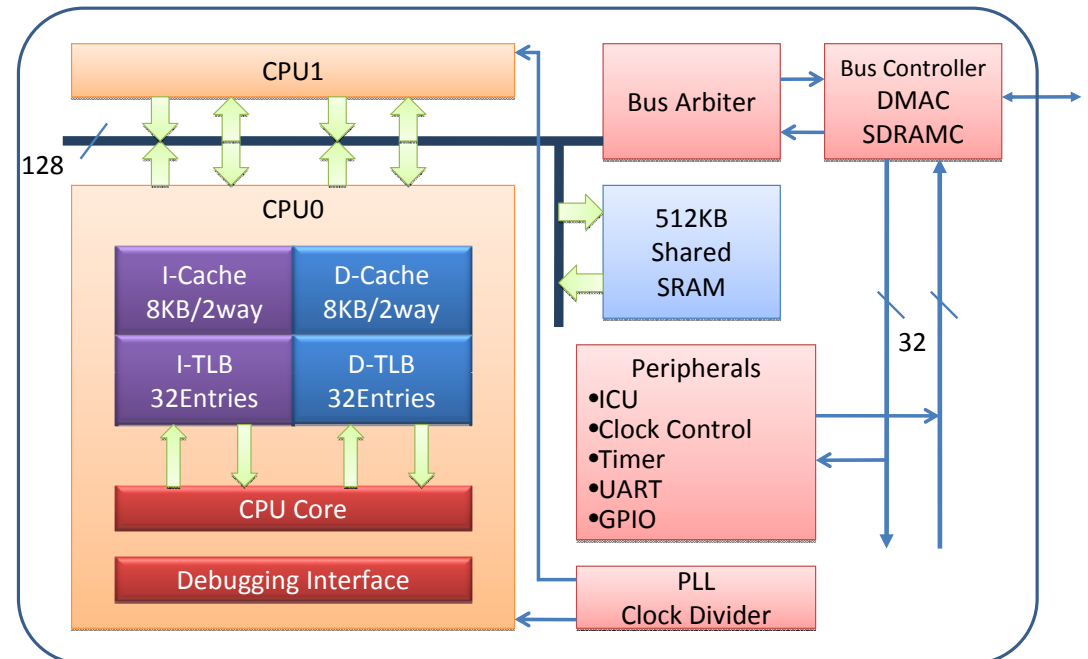 CPU1
128
CPU0
I-Cache
8KB/2way
D-Cache
8KB/2way
I-TLB
32Entries
D-TLB
32Entries
CPU Core
Debugging Interface
Bus Arbiter
Bus Controller
DMAC
SDRAMC
512KB
Shared
SRAM
32
Peripherals
•ICU
•Clock Control
•Timer
•UART
•GPIO
PLL
Clock Divider